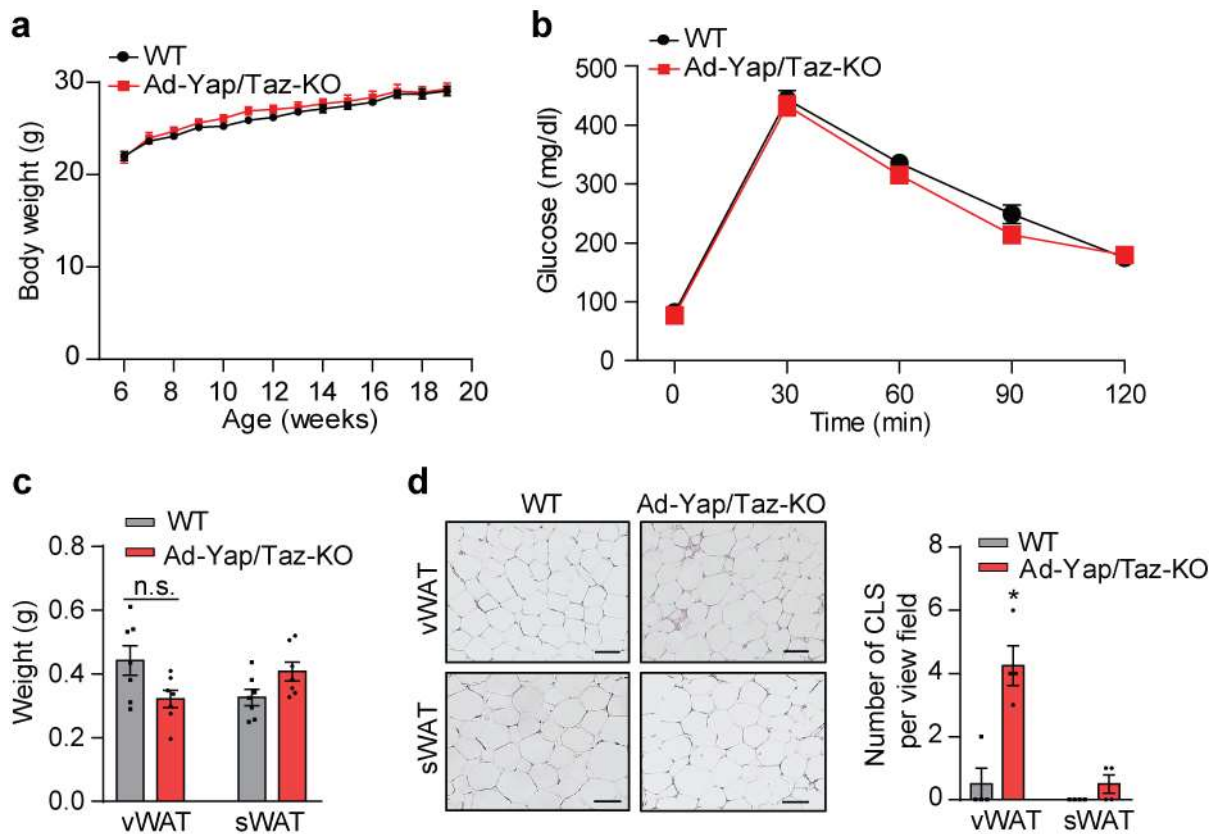 a
WT
Ad-Yap/Taz-KO
30
20
10
0
Body weight (g)
6 8 10 12 14 16 18 20
Age (weeks)
b
WT
Ad-Yap/Taz-KO
500
400
300
200
100
0
Glucose (mg/dl)
0 30 60 90 120
Time (min)
c
WT
Ad-Yap/Taz-KO
0.8
0.6
0.4
0.2
0.0
Weight (g)
n.s.
vWAT sWAT
d
WT Ad-Yap/Taz-KO
vWAT
sWAT
WT
Ad-Yap/Taz-KO
8
6
4
2
0
Number of CLS
per view field
*
vWAT sWAT